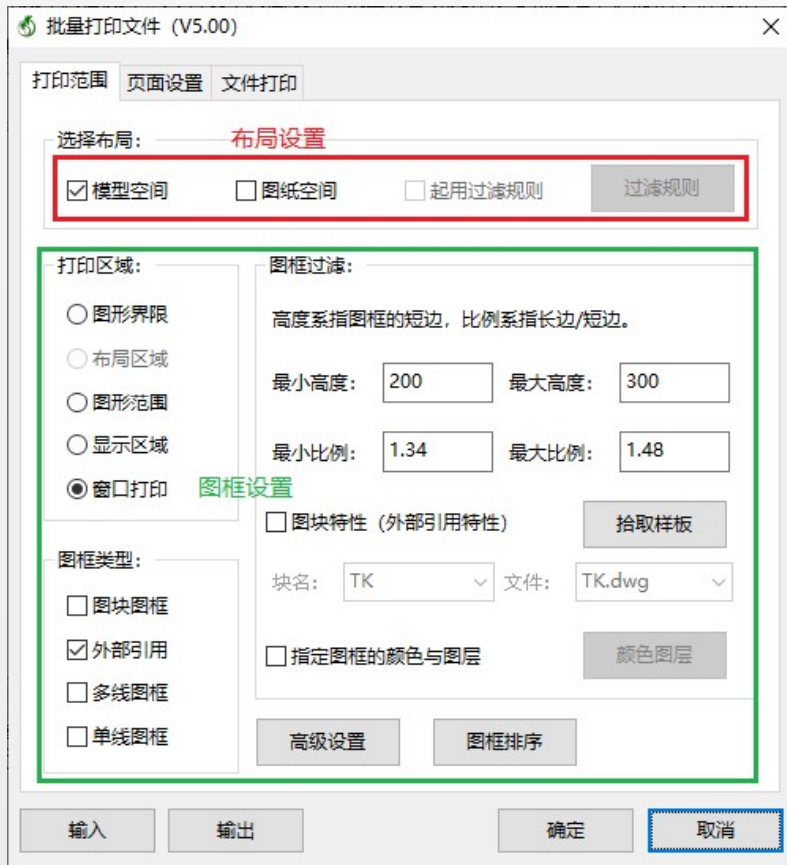 批量打印文件 (V5.00)
打印范围 页面设置 文件打印
选择布局: 布局设置
模型空间 图纸空间 起用过滤规则 过滤规则
打印区域:
图形界限
布局区域
图形范围
显示区域
窗口打印
图框设置
图框过滤:
高度系指图框的短边, 比例系指长边/短边。
最小高度: 200 最大高度: 300
最小比例: 1.34 最大比例: 1.48
图块特性 (外部引用特性) 拾取样板
块名: TK 文件: TK.dwg
指定图框的颜色与图层 颜色图层
图框类型:
图块图框
外部引用
多线图框
单线图框
高级设置 图框排序
输入 输出 确定 取消